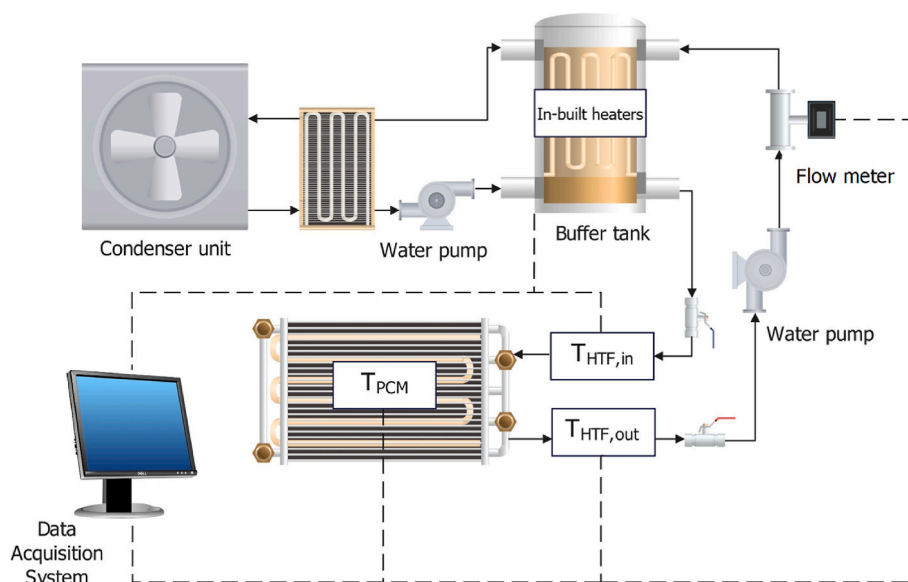 In-built heaters
Flow meter
Condenser unit
Water pump
Buffer tank
Water pump
T_HTF,in
T_PCM
T_HTF,out
DELL
Data
Acquisition
System